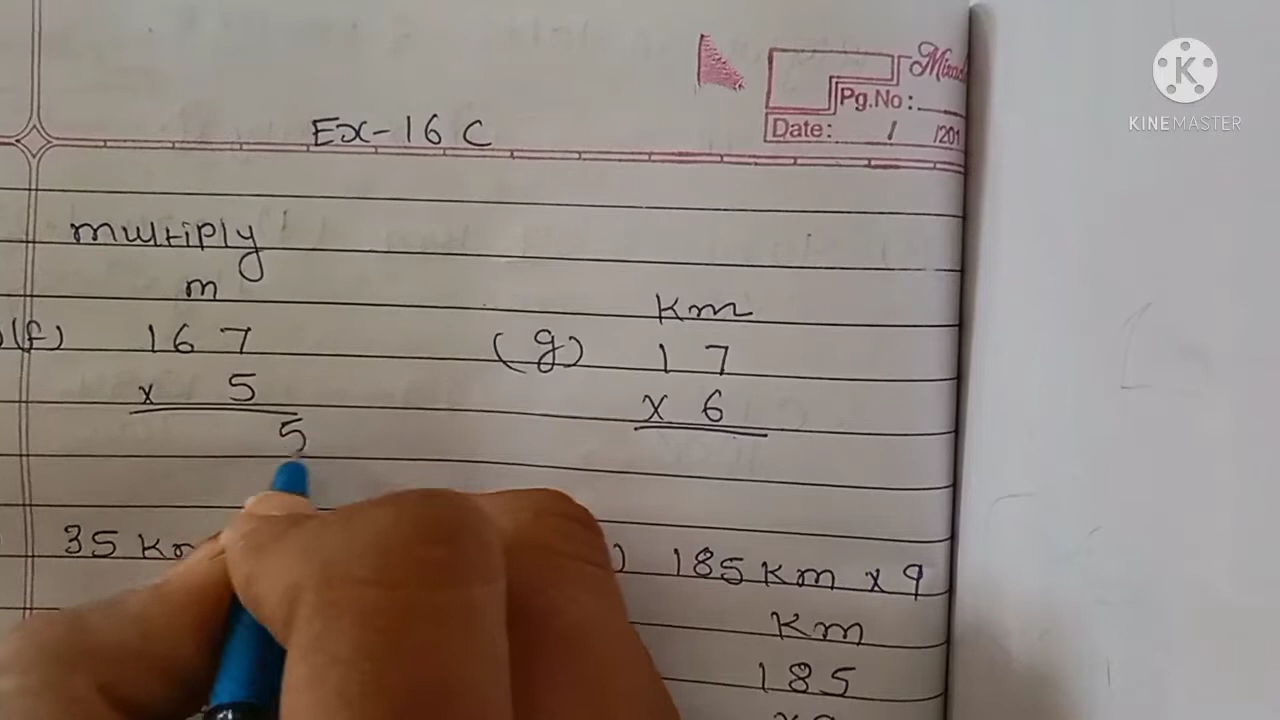 Pg.No:
Date: / /201
KINEMASTER
Ex-16 C
multiply
m
(f) 167
x 5
5
km
(g) 17
x 6
35 Km
) 185 Km x 9
Km
185